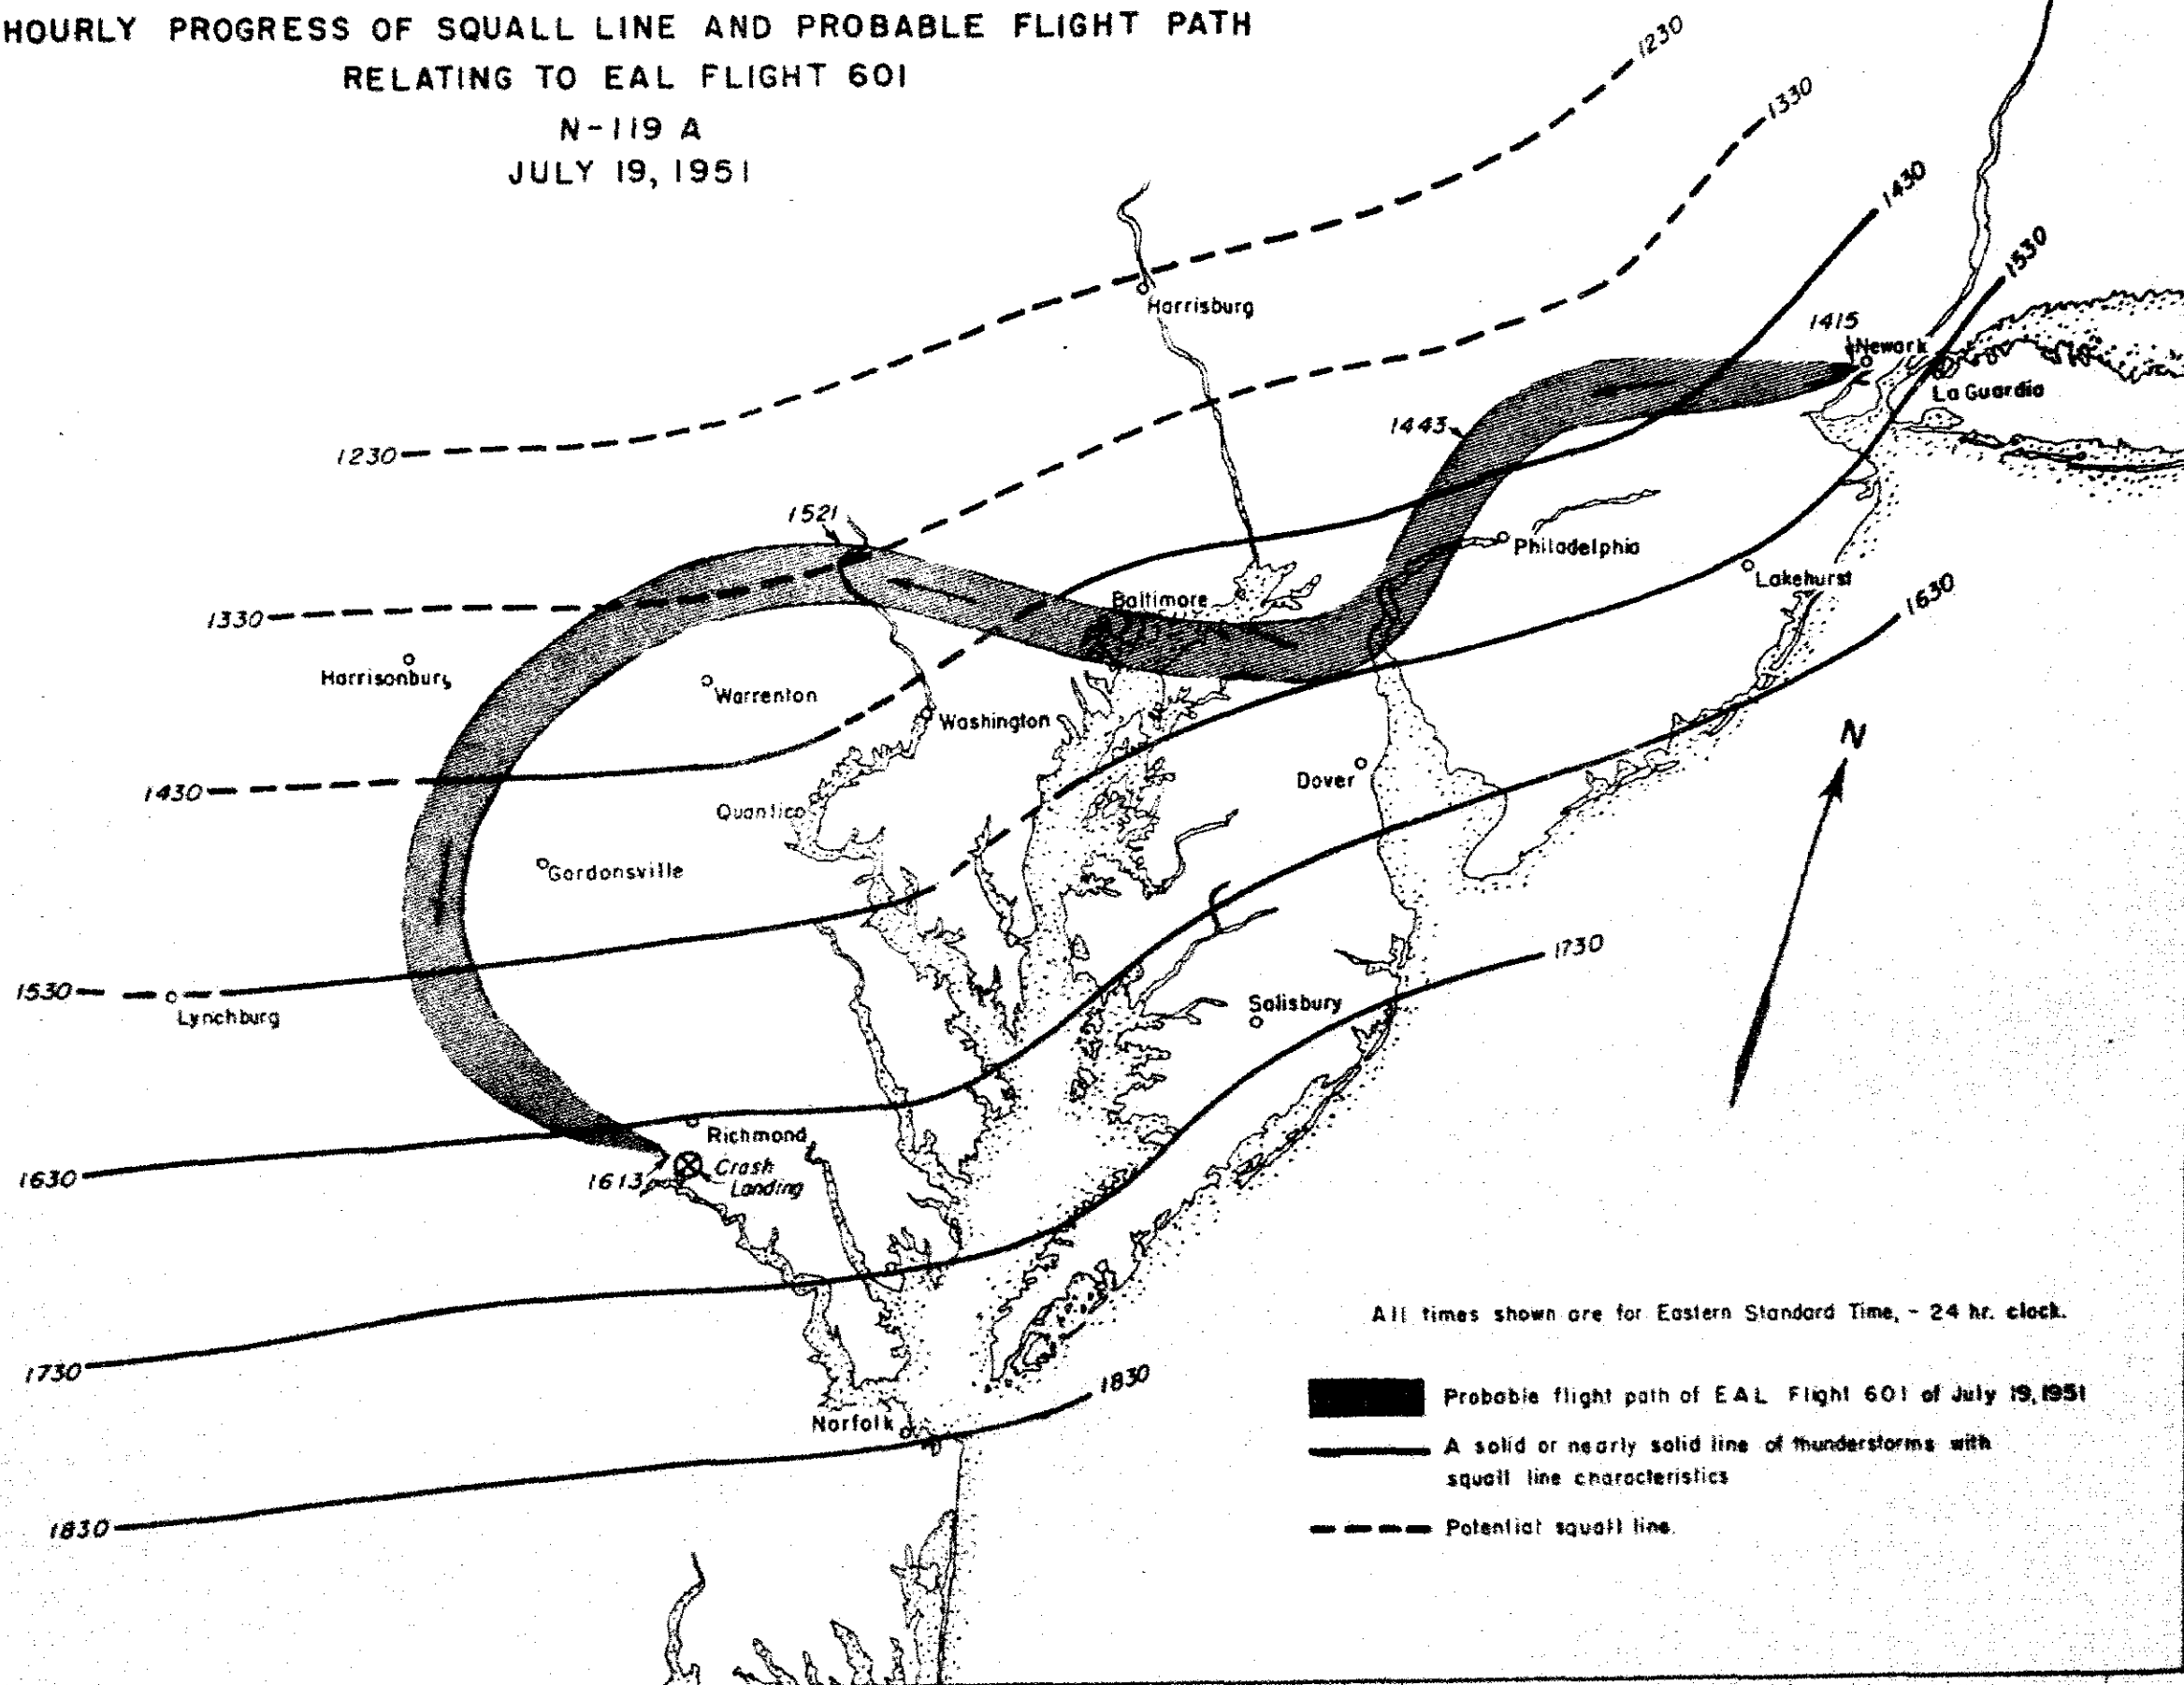 HOURLY PROGRESS OF SQUALL LINE AND PROBABLE FLIGHT PATH
RELATING TO EAL FLIGHT 601
N-119 A
JULY 19, 1951
1230
1330
1430
1530
Harrisburg
1415
Newark
La Guardia
1443
1230
1521
Philadelphia
Lakehurst
1630
Baltimore
1330
Harrisonburg
Warrenton
Washington
N
Dover
1430
Quantico
Gordonsville
1730
1530
Lynchburg
Salisbury
Richmond
1630
1613
Crash
Landing
1730
All times shown are for Eastern Standard Time, - 24 hr. clock.
1830
Probable flight path of EAL Flight 601 of July 19, 1951
Norfolk
A solid or nearly solid line of thunderstorms with
squall line characteristics
1830
Potential squall line.